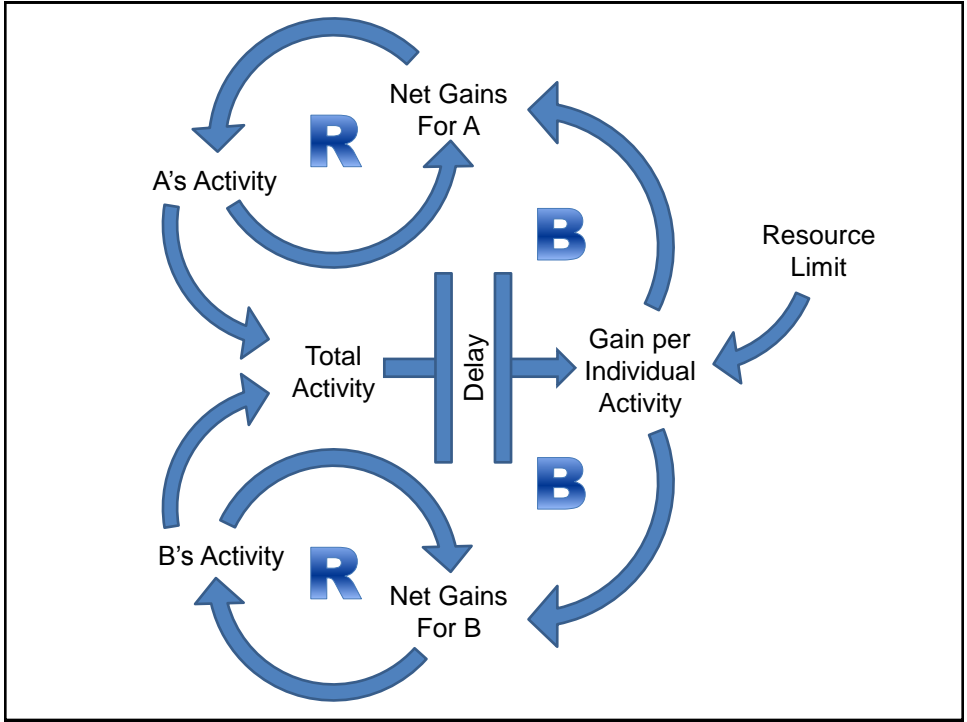 Net Gains
For A
R
A's Activity
B
Resource
Limit
Total
Activity
Delay
Gain per
Individual
Activity
B
B's Activity
R
Net Gains
For B